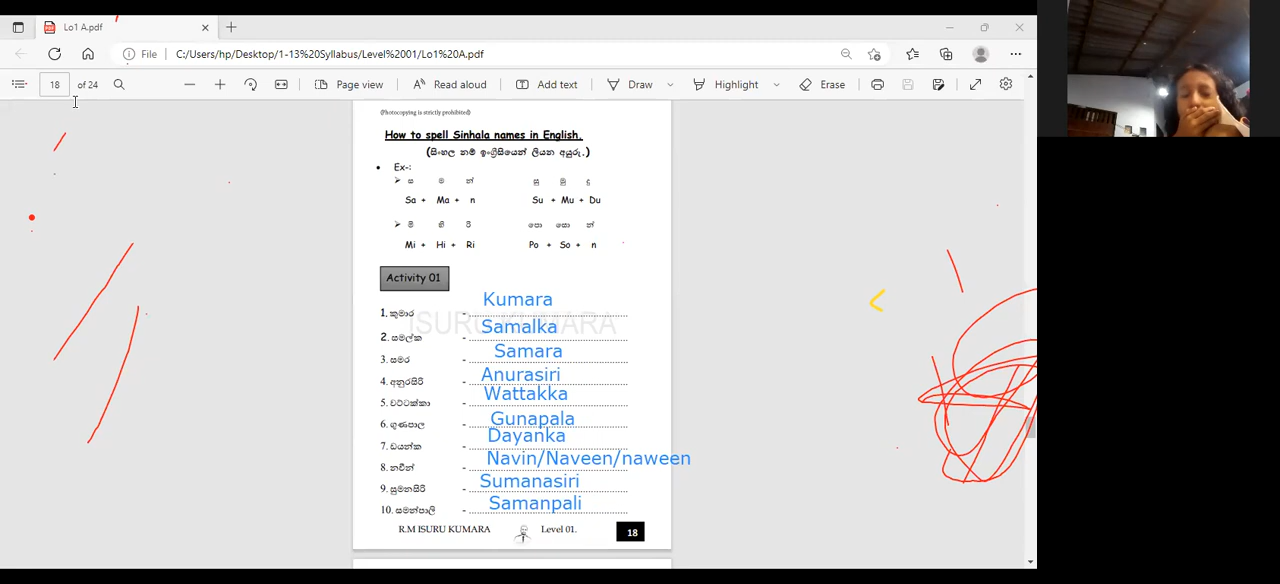 Lo1 A.pdf
File C:/Users/hp/Desktop/1-13%20Syllabus/Level%2001/Lo1%20A.pdf
18 of 24 Page view Read aloud Add text Draw Highlight Erase
(Photocopying is strictly prohibited)
How to spell Sinhala names in English.
(සිංහල නම් ඉංග්‍රීසියෙන් ලියන අයුරු.)
• Ex-:
➤ ස ම න් සු මු දු
Sa + Ma + n Su + Mu + Du
➤ මි හි රි පො සො න්
Mi + Hi + Ri Po + So + n
Activity 01
ISURU KUMARA
1. කුමාර - Kumara
2. සමල්ක - Samalka
3. සමර - Samara
4. අනුරසිරි - Anurasiri
5. වට්ටක්කා - Wattakka
6. ගුණපාල - Gunapala
7. ඩයන්ක - Dayanka
8. නවීන් - Navin/Naveen/naween
9. සුමනසිරි - Sumanasiri
10. සමන්පාලි - Samanpali
R.M ISURU KUMARA Level 01. 18